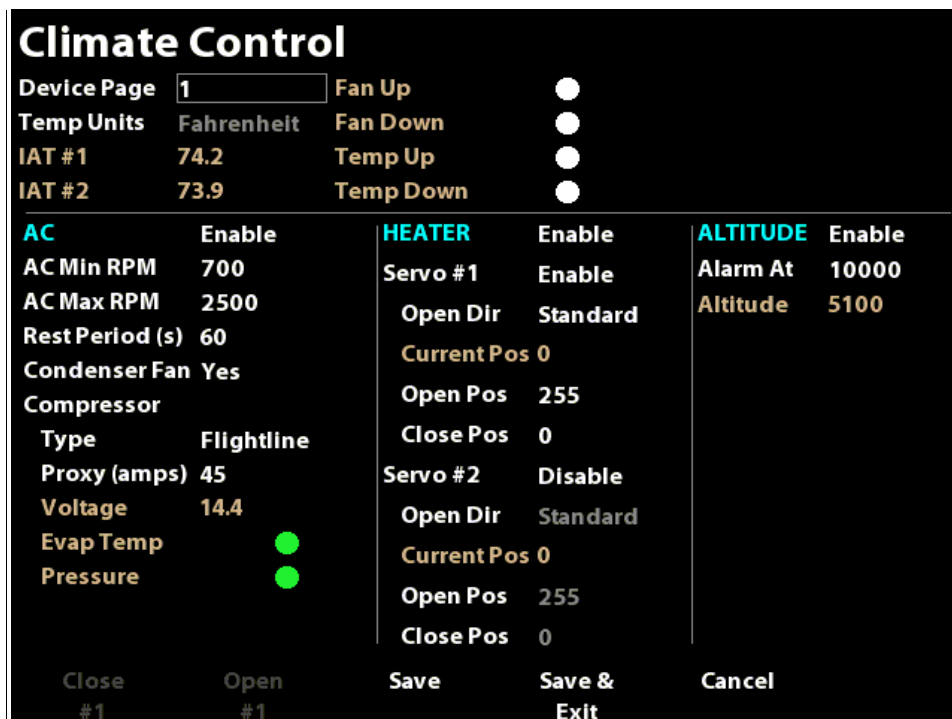 Climate Control
Device Page 1 Fan Up
Temp Units Fahrenheit Fan Down
IAT #1 74.2 Temp Up
IAT #2 73.9 Temp Down
AC Enable
AC Min RPM 700
AC Max RPM 2500
Rest Period (s) 60
Condenser Fan Yes
Compressor
Type Flightline
Proxy (amps) 45
Voltage 14.4
Evap Temp
Pressure
HEATER Enable
Servo #1 Enable
Open Dir Standard
Current Pos 0
Open Pos 255
Close Pos 0
Servo #2 Disable
Open Dir Standard
Current Pos 0
Open Pos 255
Close Pos 0
ALTITUDE Enable
Alarm At 10000
Altitude 5100
Close #1
Open #1
Save
Save &
Exit
Cancel